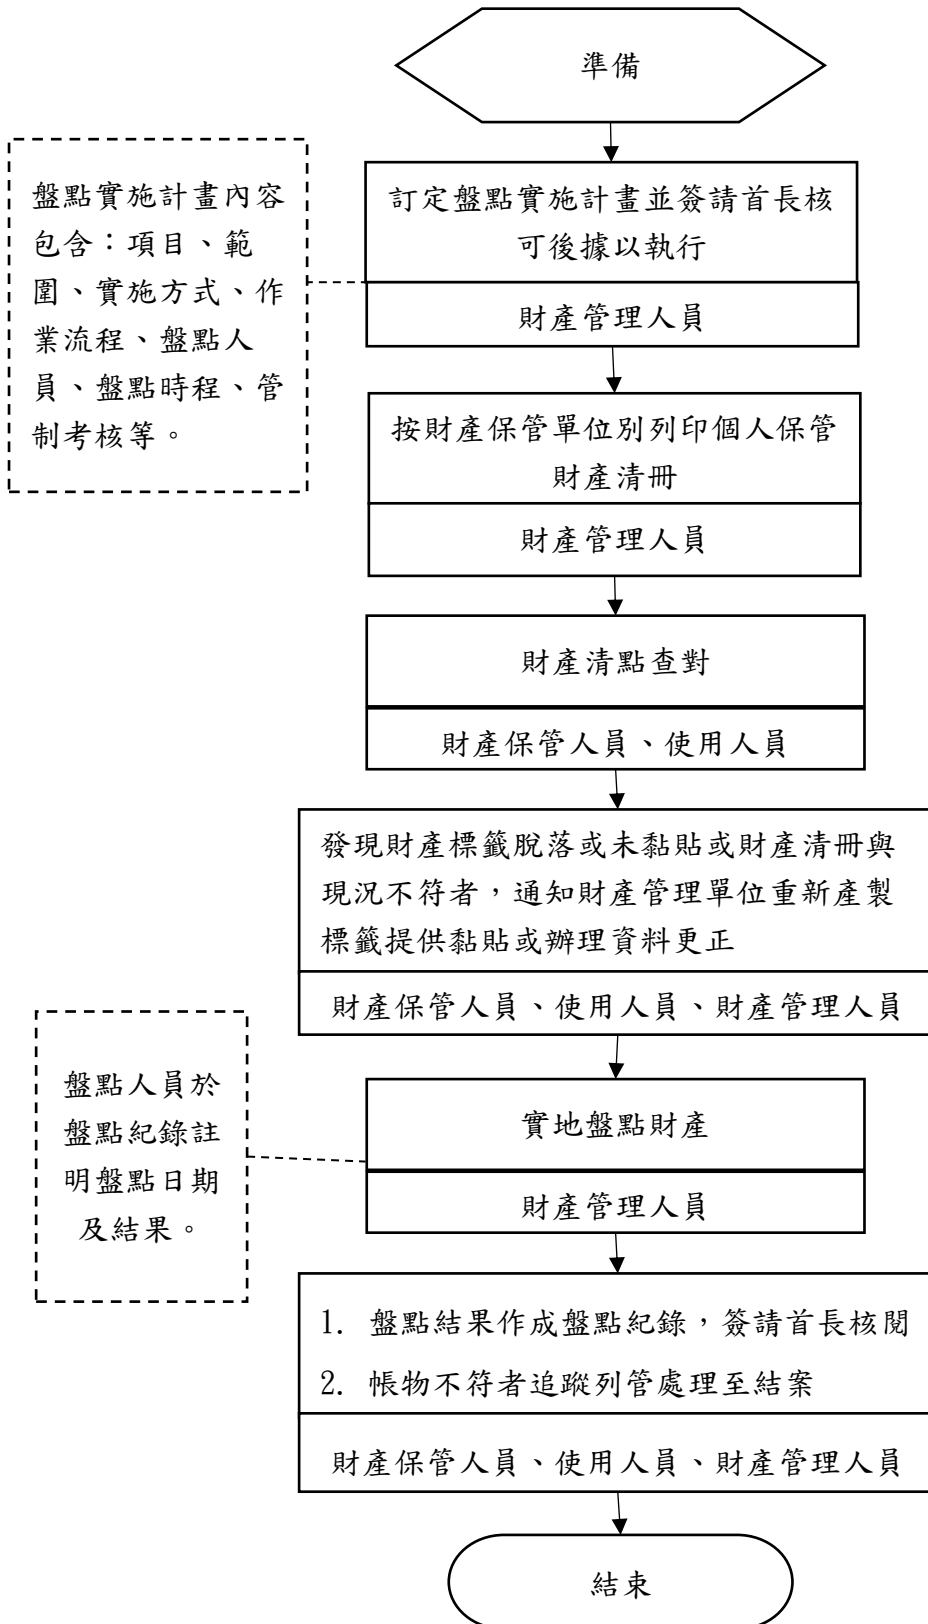 準備
盤點實施計畫內容
包含：項目、範
圍、實施方式、作
業流程、盤點人
員、盤點時程、管
制考核等。
訂定盤點實施計畫並簽請首長核
可後據以執行
財產管理人員
按財產保管單位別列印個人保管
財產清冊
財產管理人員
財產清點查對
財產保管人員、使用人員
發現財產標籤脫落或未黏貼或財產清冊與
現況不符者，通知財產管理單位重新產製
標籤提供黏貼或辦理資料更正
財產保管人員、使用人員、財產管理人員
盤點人員於
盤點紀錄註
明盤點日期
及結果。
實地盤點財產
財產管理人員
1. 盤點結果作成盤點紀錄，簽請首長核閱
2. 帳物不符者追蹤列管處理至結案
財產保管人員、使用人員、財產管理人員
結束